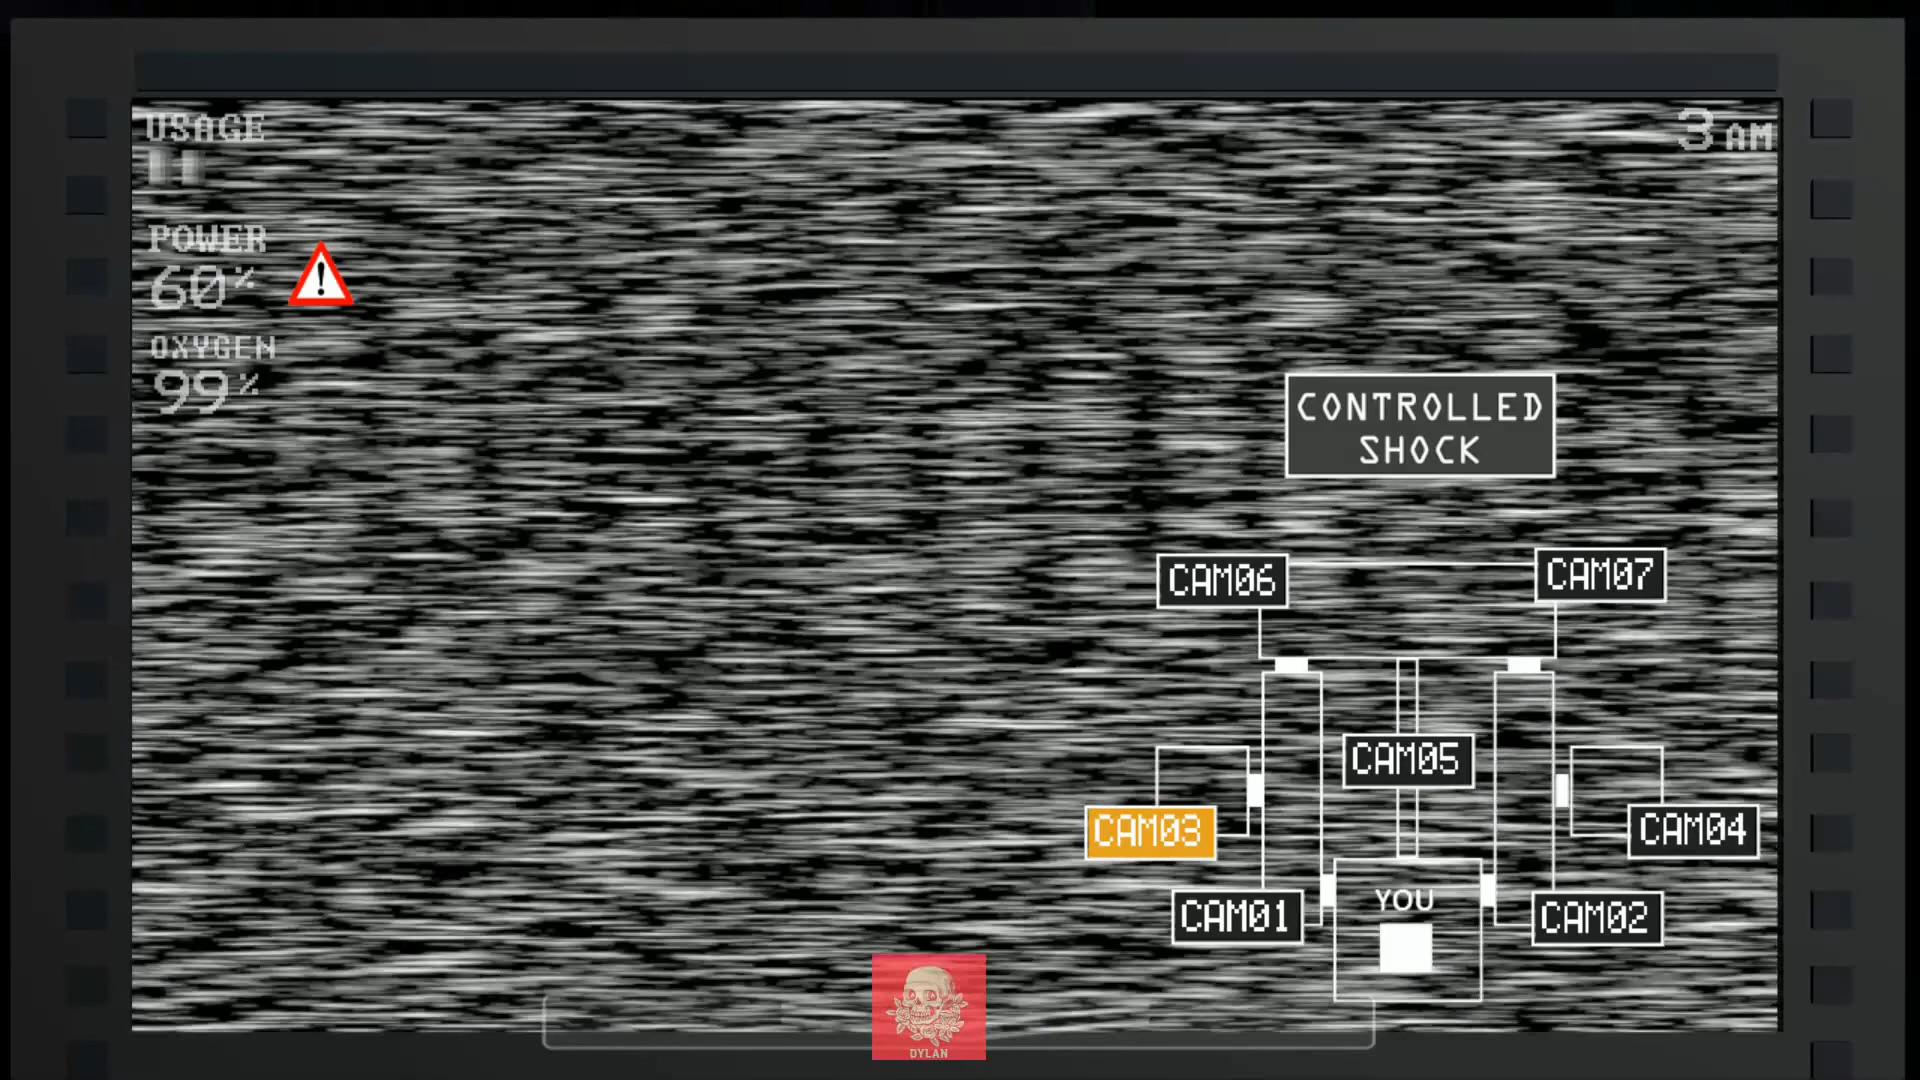 USAGE
3 AM
POWER
60%
!
OXYGEN
99%
CONTROLLED
SHOCK
CAM06
CAM07
CAM05
CAM03
CAM04
YOU
CAM01
CAM02
DYLAN